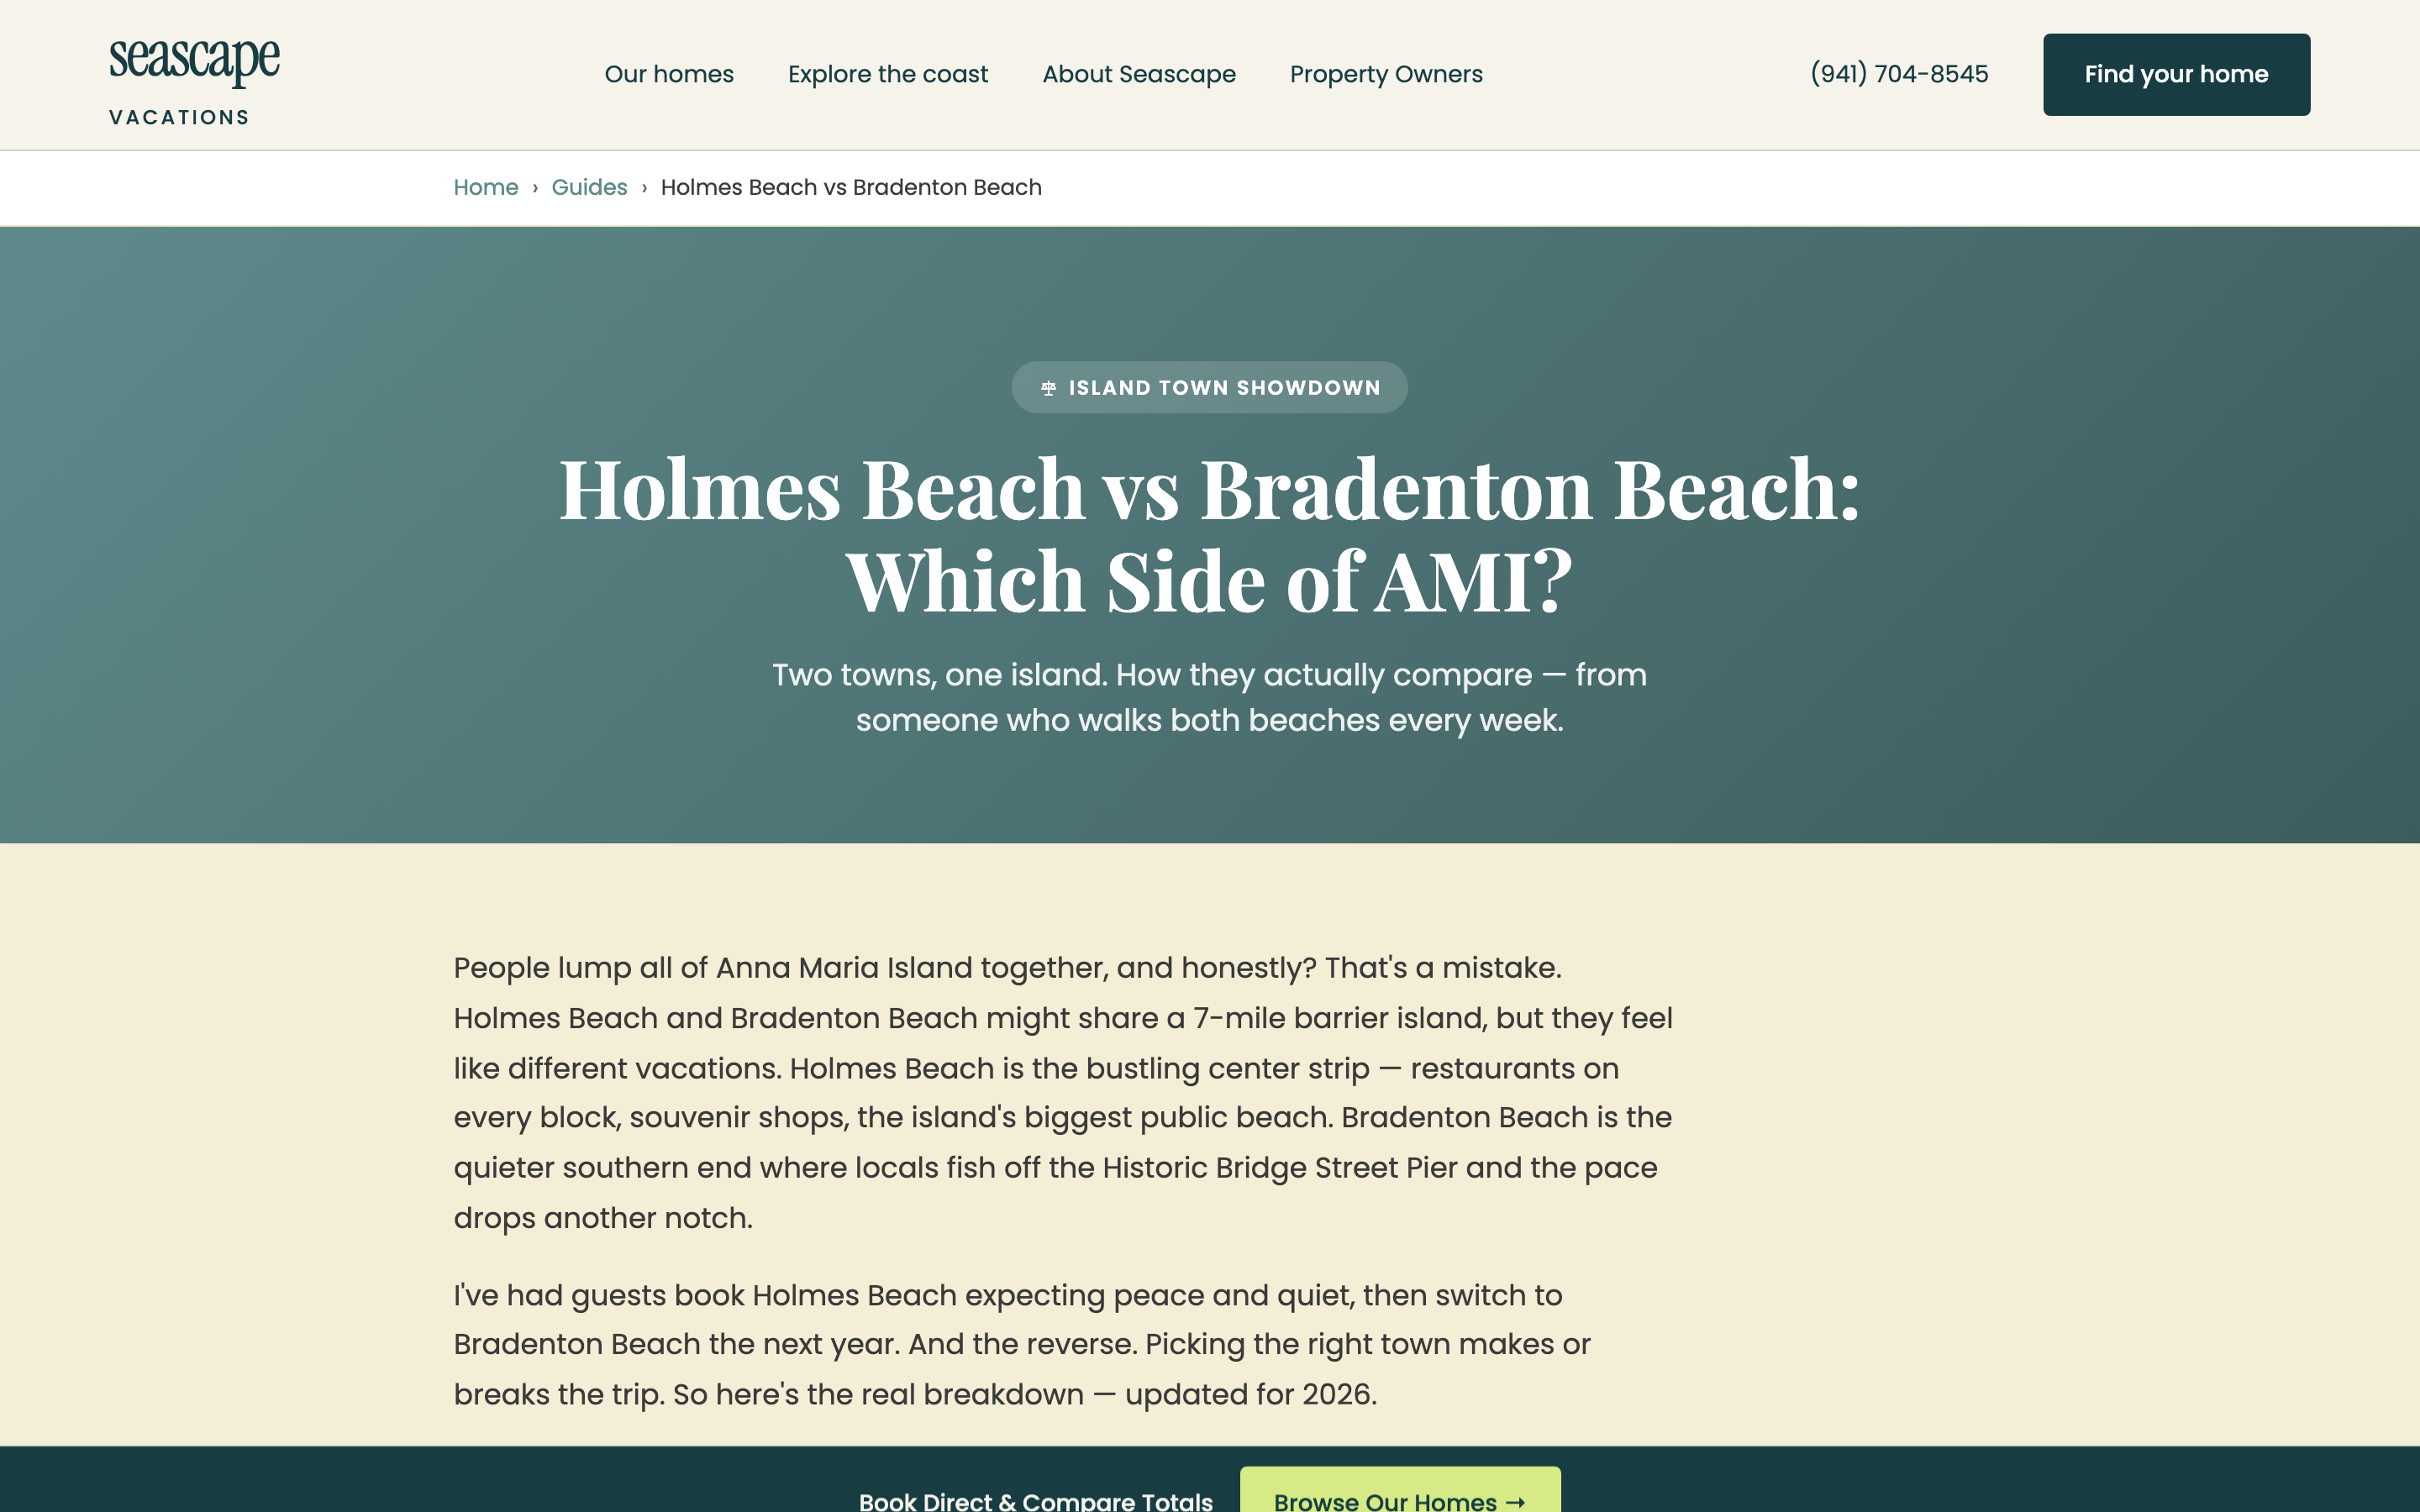 seascape
VACATIONS
Our homes
Explore the coast
About Seascape
Property Owners
(941) 704-8545
Find your home
Home › Guides › Holmes Beach vs Bradenton Beach
ISLAND TOWN SHOWDOWN
Holmes Beach vs Bradenton Beach:
Which Side of AMI?
Two towns, one island. How they actually compare — from
someone who walks both beaches every week.
People lump all of Anna Maria Island together, and honestly? That's a mistake.
Holmes Beach and Bradenton Beach might share a 7-mile barrier island, but they feel
like different vacations. Holmes Beach is the bustling center strip — restaurants on
every block, souvenir shops, the island's biggest public beach. Bradenton Beach is the
quieter southern end where locals fish off the Historic Bridge Street Pier and the pace
drops another notch.
I've had guests book Holmes Beach expecting peace and quiet, then switch to
Bradenton Beach the next year. And the reverse. Picking the right town makes or
breaks the trip. So here's the real breakdown — updated for 2026.
Book Direct & Compare Totals
Browse Our Homes →